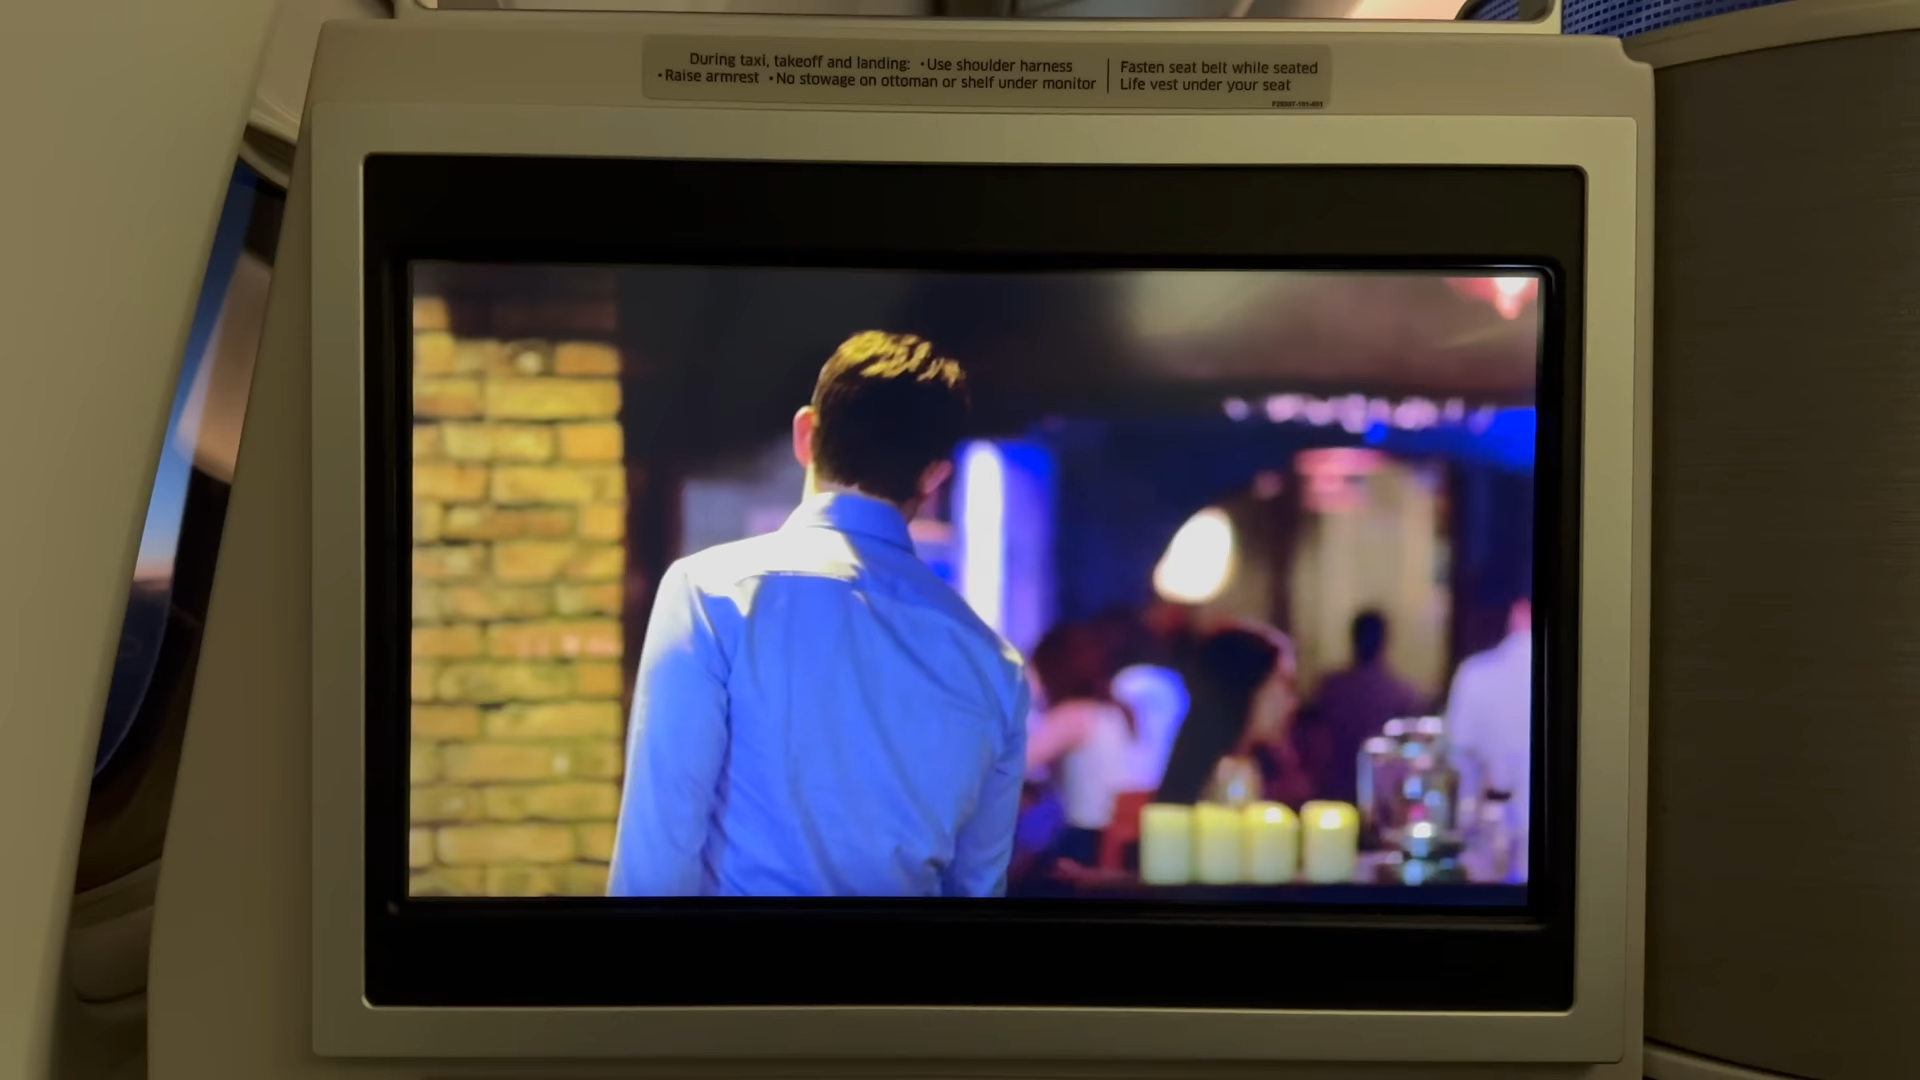 During taxi, takeoff and landing: •Use shoulder harness
•Raise armrest •No stowage on ottoman or shelf under monitor
Fasten seat belt while seated
Life vest under your seat